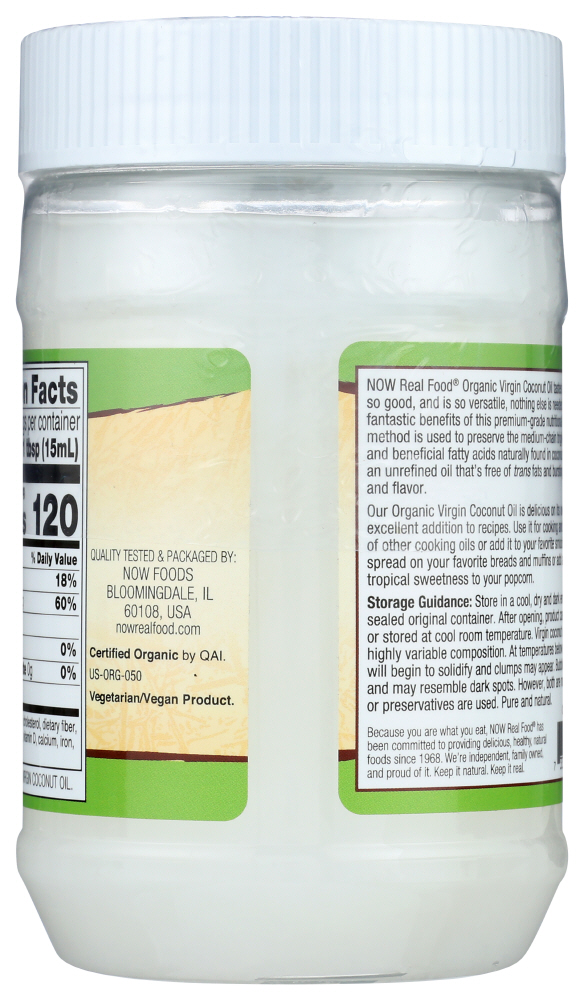 n Facts
per container
tbsp (15mL)
120
% Daily Value
18%
60%
0%
0g 0%
cholesterol, dietary fiber,
vitamin D, calcium, iron,
VIRGIN COCONUT OIL.
QUALITY TESTED & PACKAGED BY:
NOW FOODS
BLOOMINGDALE, IL
60108, USA
nowrealfood.com
Certified Organic by QAI.
US-ORG-050
Vegetarian/Vegan Product.
NOW Real Food® Organic Virgin Coconut Oil
so good, and is so versatile, nothing else is
fantastic benefits of this premium-grade
method is used to preserve the medium-chain
and beneficial fatty acids naturally found in
an unrefined oil that's free of trans fats and
and flavor.
Our Organic Virgin Coconut Oil is delicious on
excellent addition to recipes. Use it for cooking
of other cooking oils or add it to your favorite
spread on your favorite breads and muffins or
tropical sweetness to your popcorn.
Storage Guidance: Store in a cool, dry and dark
sealed original container. After opening, product
or stored at cool room temperature. Virgin coconut
highly variable composition. At temperatures
will begin to solidify and clumps may appear.
and may resemble dark spots. However, both
or preservatives are used. Pure and natural.
Because you are what you eat, NOW Real Food® has
been committed to providing delicious, healthy, natural
foods since 1968. We're independent, family owned,
and proud of it. Keep it natural. Keep it real.